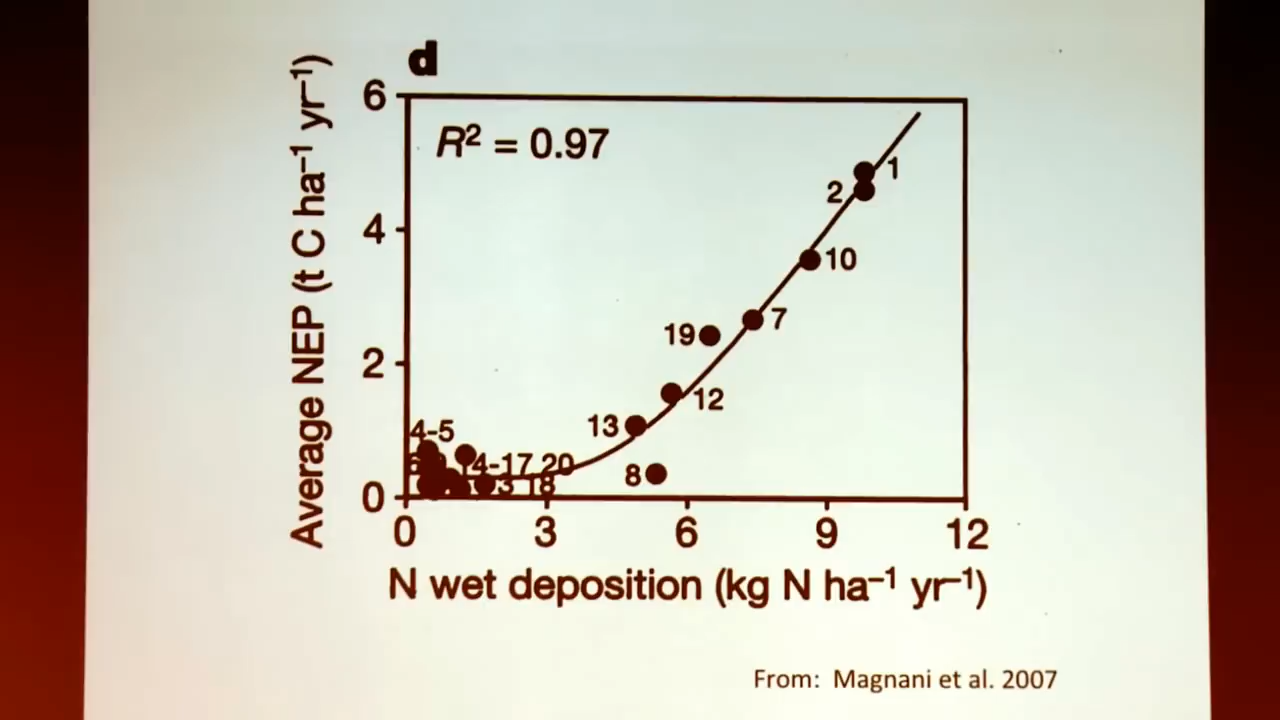 d
6
R² = 0.97
1
2
4
10
7
19
2
12
13
4-5
14-17,20
8
3 18
0
0 3 6 9 12
Average NEP (t C ha⁻¹ yr⁻¹)
N wet deposition (kg N ha⁻¹ yr⁻¹)
From: Magnani et al. 2007